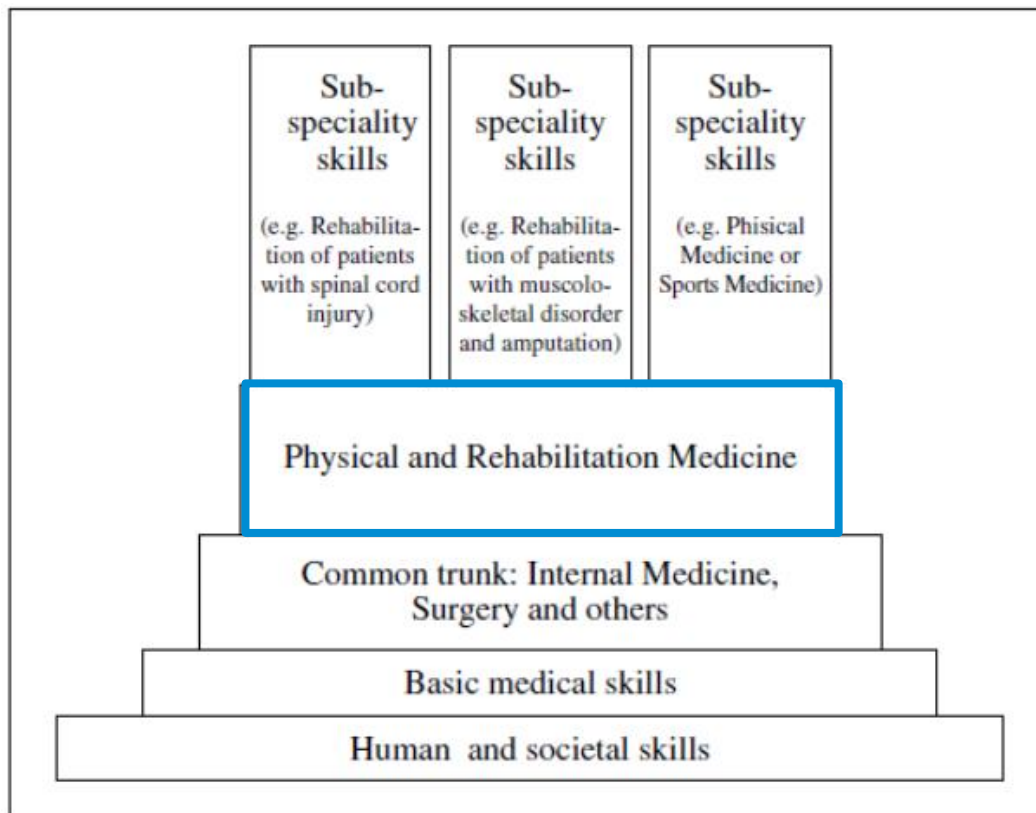 Sub-
speciality
skills
(e.g. Rehabilita-
tion of patients
with spinal cord
injury)
Sub-
speciality
skills
(e.g. Rehabilita-
tion of patients
with muscolo-
skeletal disorder
and amputation)
Sub-
speciality
skills
(e.g. Phisical
Medicine or
Sports Medicine)
Physical and Rehabilitation Medicine
Common trunk: Internal Medicine,
Surgery and others
Basic medical skills
Human and societal skills